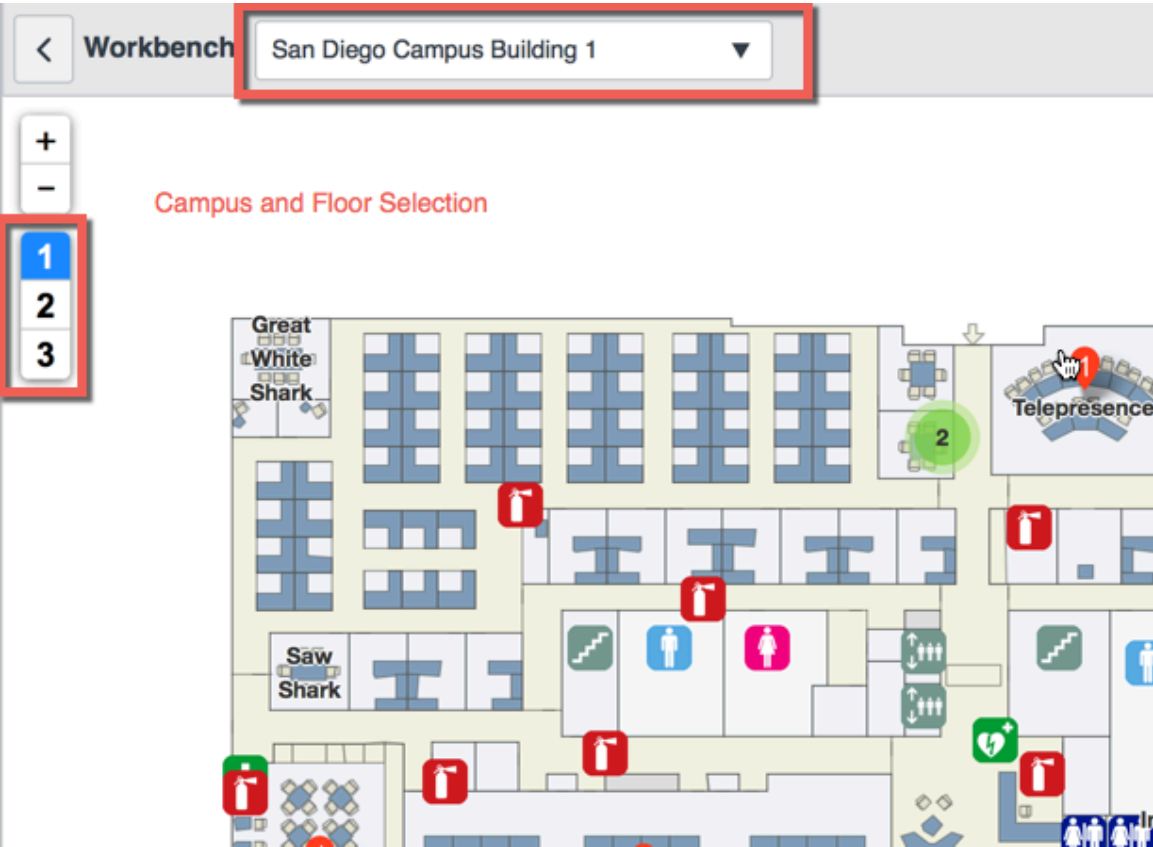 Workbench
San Diego Campus Building 1
+
−
Campus and Floor Selection
1
2
3
Great
White
Shark
1
Telepresence
2
Saw
Shark